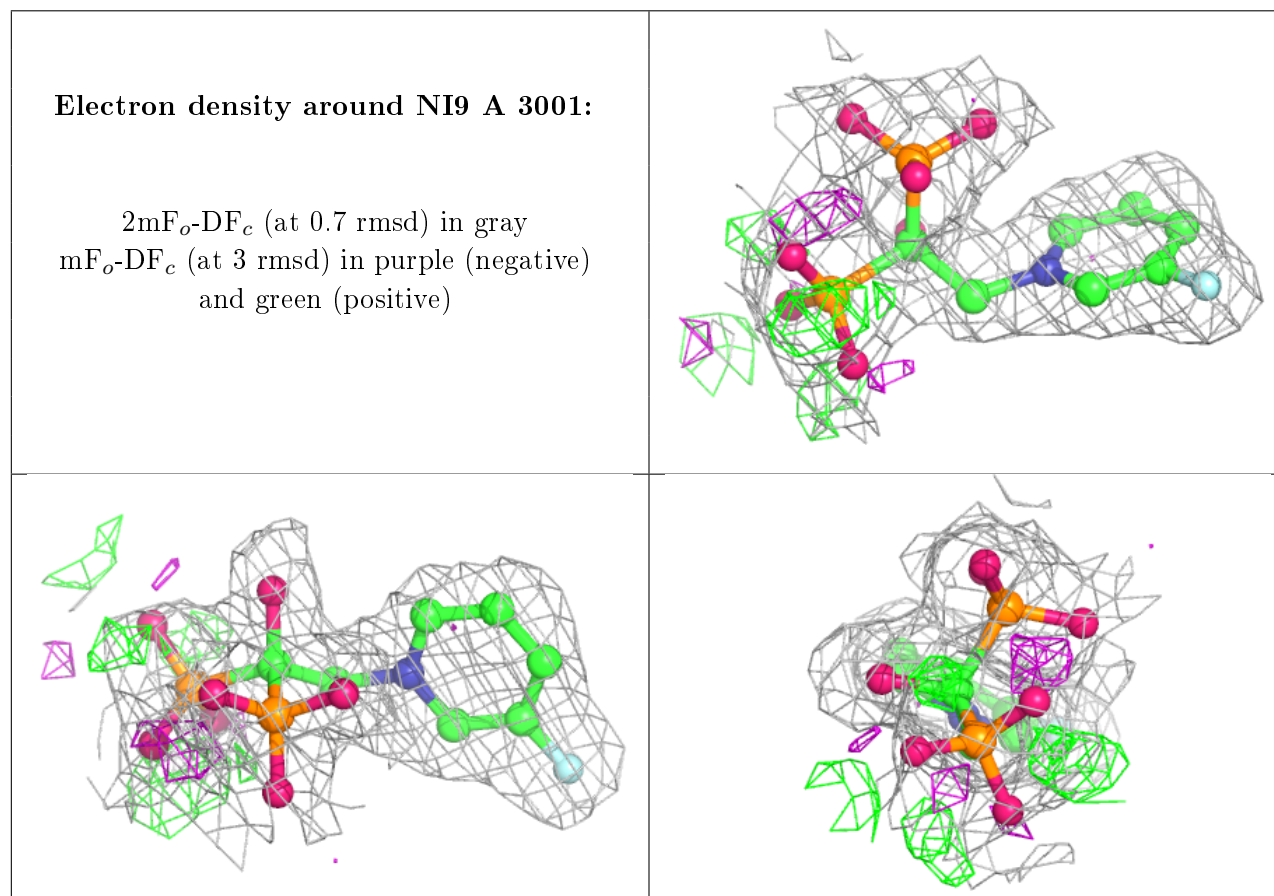 Electron density around NI9 A 3001:
2mFo-DFc (at 0.7 rmsd) in gray
mFo-DFc (at 3 rmsd) in purple (negative)
and green (positive)